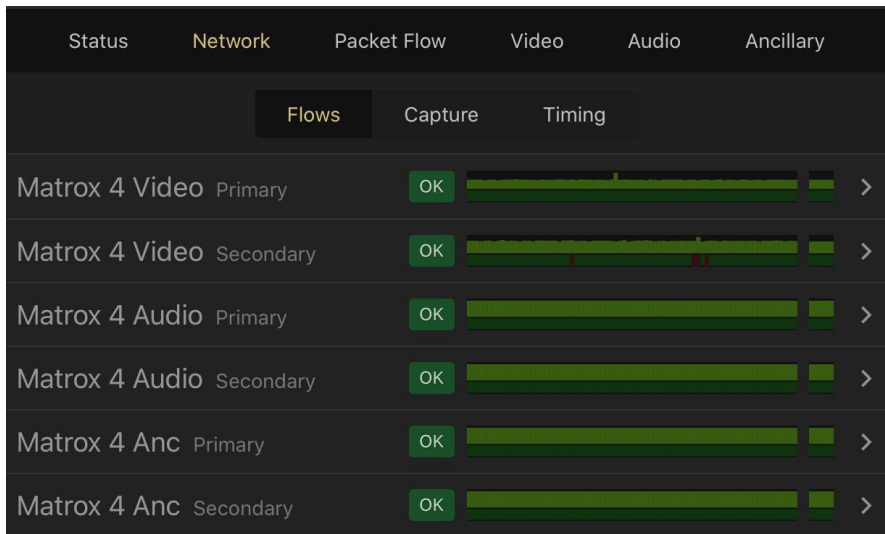 Status Network Packet Flow Video Audio Ancillary
Flows Capture Timing
Matrox 4 Video Primary OK
Matrox 4 Video Secondary OK
Matrox 4 Audio Primary OK
Matrox 4 Audio Secondary OK
Matrox 4 Anc Primary OK
Matrox 4 Anc Secondary OK